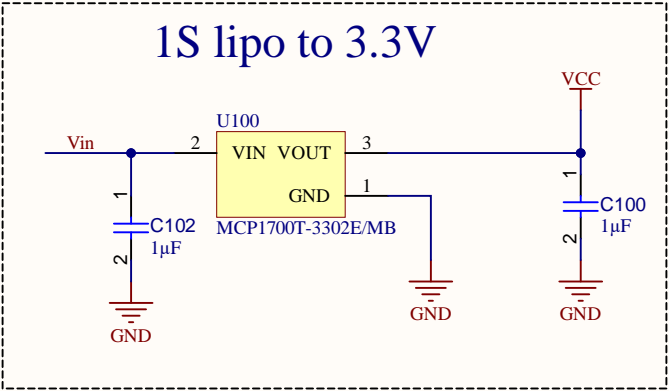 1S lipo to 3.3V
VCC
U100
Vin
2
VIN VOUT
3
GND
1
1
C102
1µF
2
MCP1700T-3302E/MB
1
C100
1µF
2
GND
GND
GND